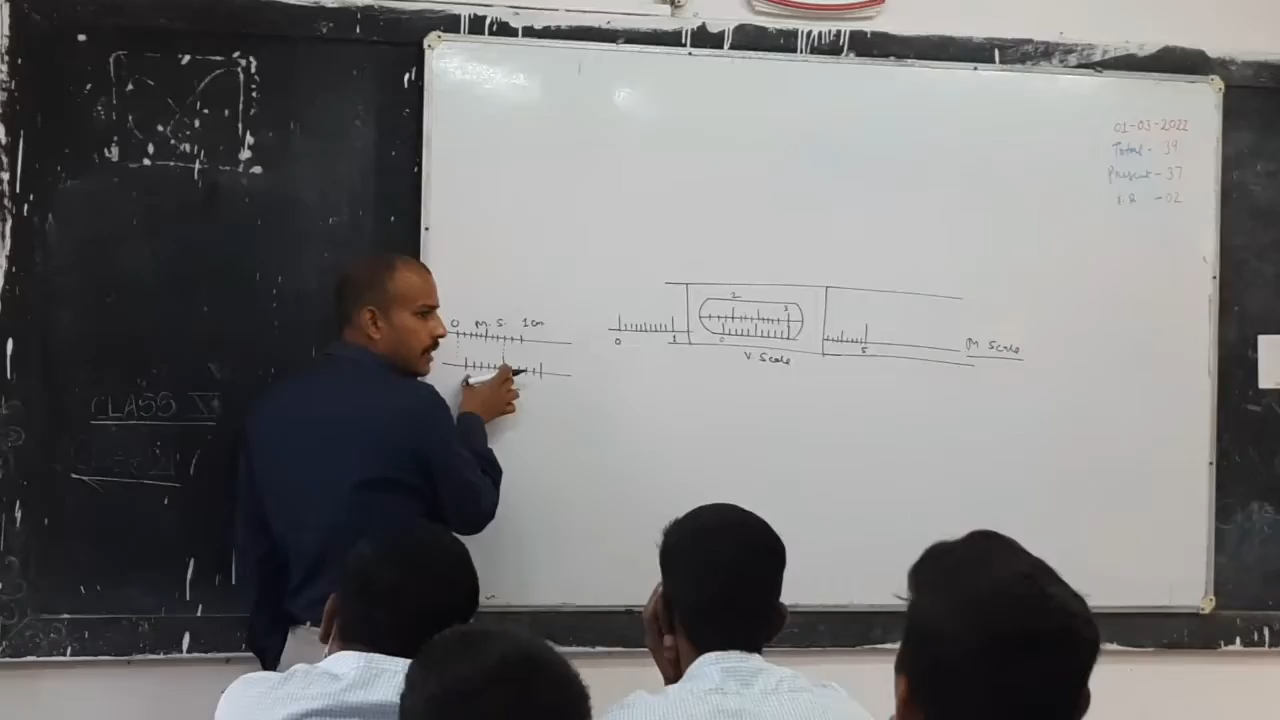 01-03-2022
Total - 39
Present - 37
- 02
0 M. S. 1 cm
2 3
0 1
0
5
M Scale
V. Scale
CLASS